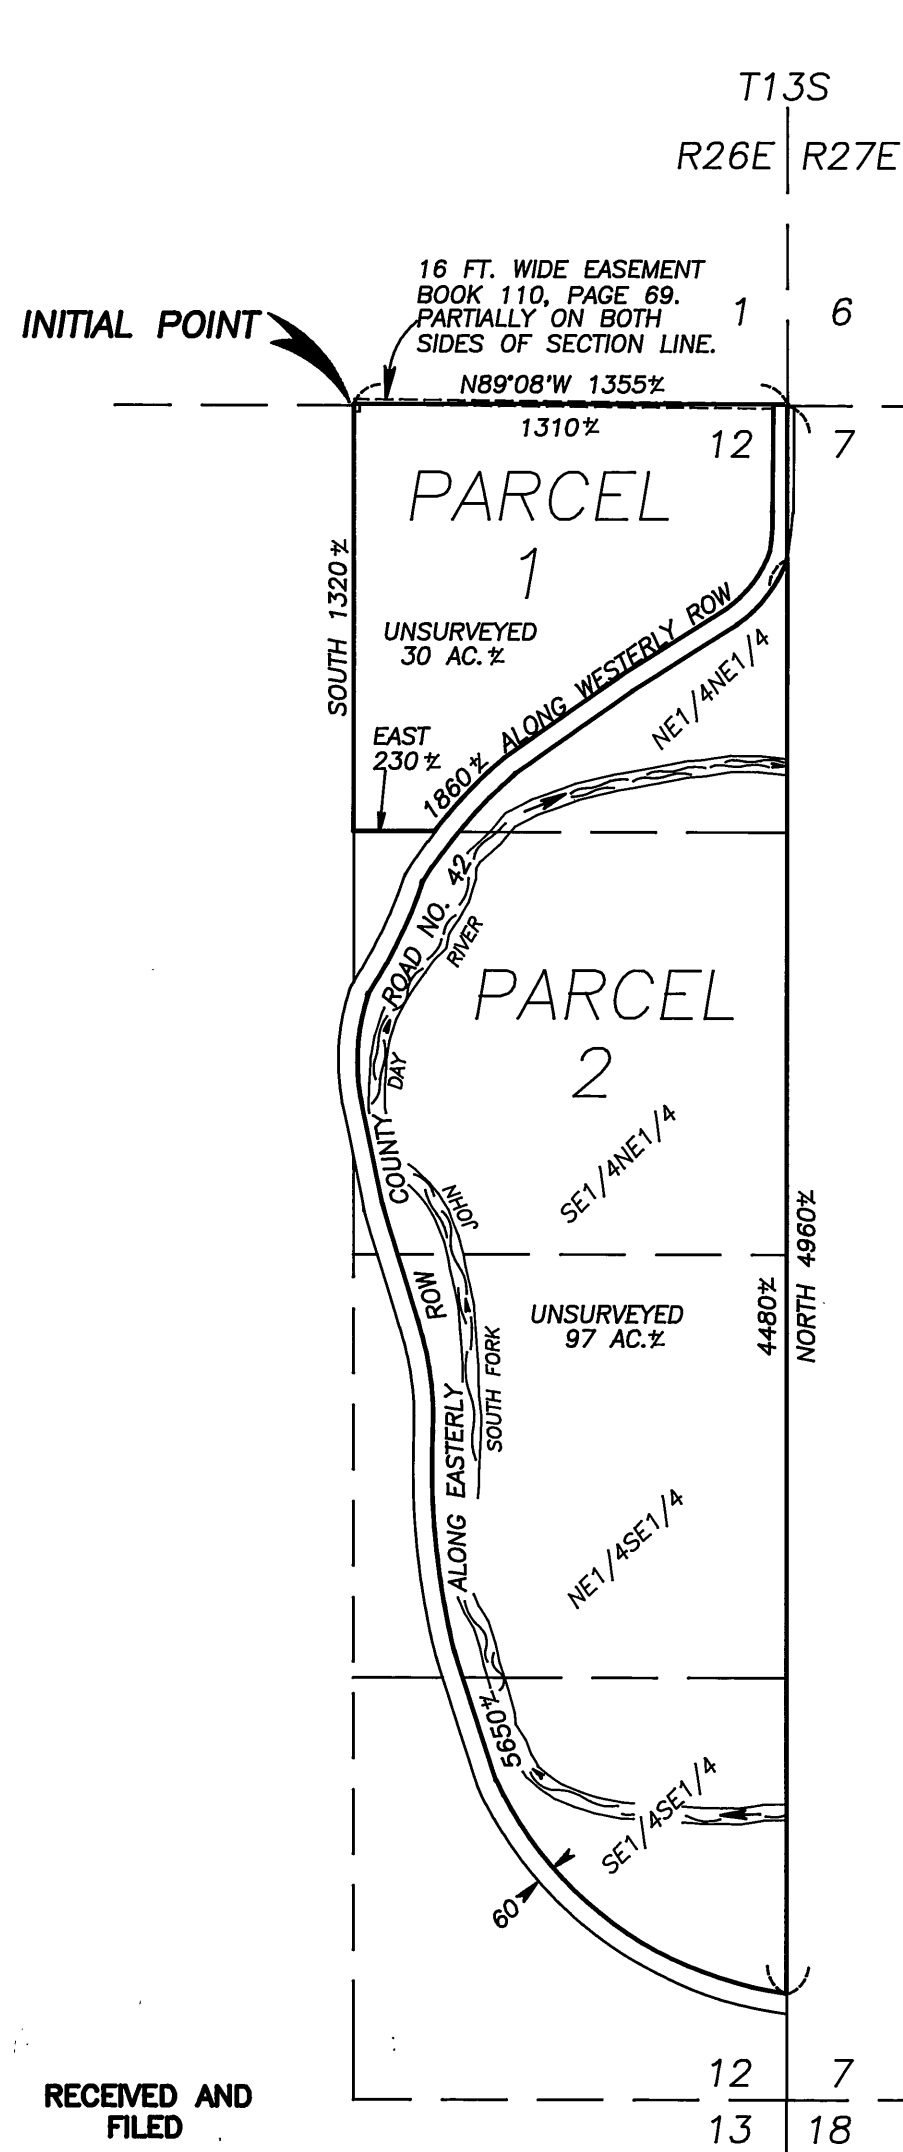 T13S
R26E R27E
16 FT. WIDE EASEMENT
BOOK 110, PAGE 69.
PARTIALLY ON BOTH
SIDES OF SECTION LINE.
1 6
INITIAL POINT
N89°08'W 1355±
1310±
12 7
PARCEL
1
SOUTH 1320±
UNSURVEYED
30 AC.±
1860± ALONG WESTERLY ROW
NE1/4NE1/4
EAST
230±
COUNTY ROAD NO. 42
RIVER
PARCEL
2
DAY
SE1/4NE1/4
JOHN
NORTH 4960±
4480±
UNSURVEYED
97 AC.±
SOUTH FORK
5650± ALONG EASTERLY ROW
NE1/4SE1/4
SE1/4SE1/4
60
12 7
13 18
RECEIVED AND
FILED